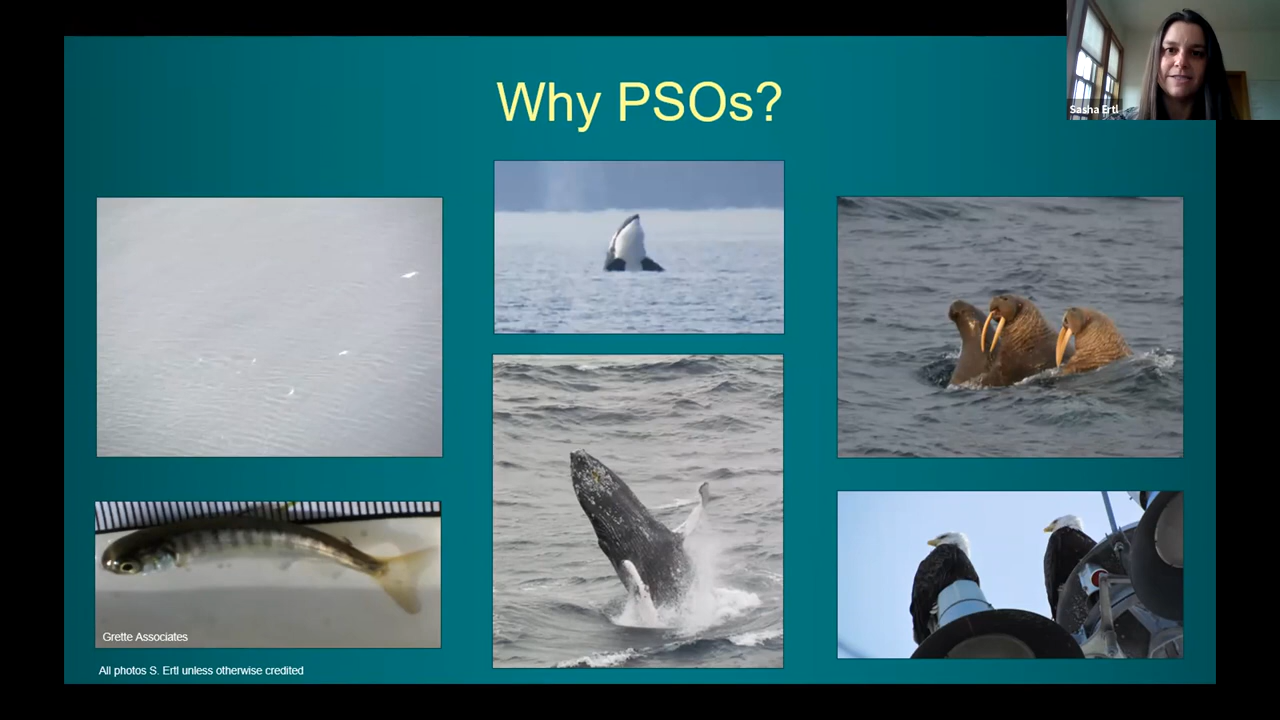 Why PSOs?
Sasha Ertl
Grette Associates
All photos S. Ertl unless otherwise credited